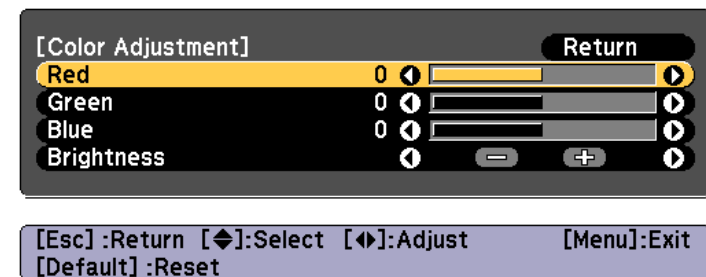 [Color Adjustment] Return
Red 0
Green 0
Blue 0
Brightness
[Esc] :Return [◆]:Select [◆]:Adjust [Menu]:Exit
[Default] :Reset